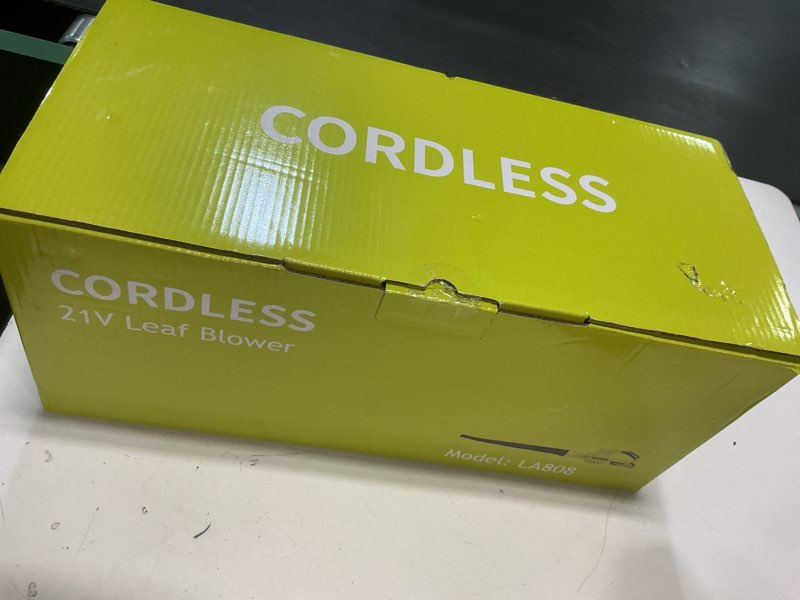 CORDLESS
CORDLESS
21V Leaf Blower
Model: LA808